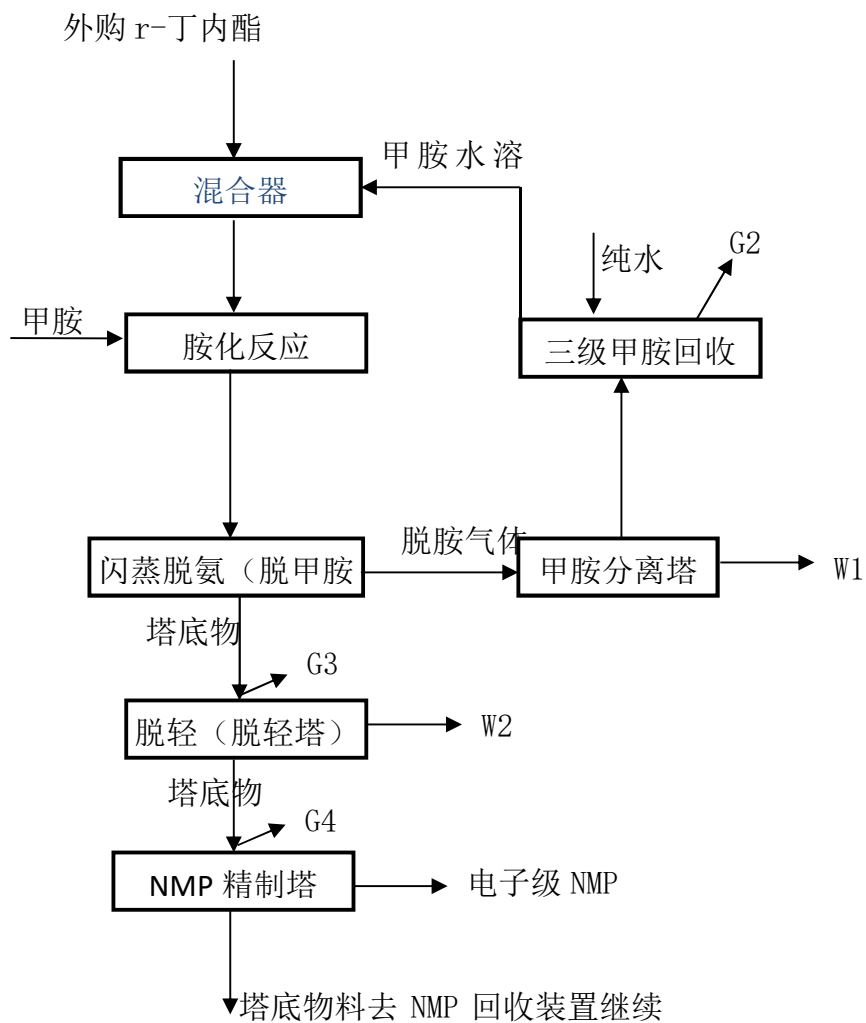 外购 r-丁内酯
甲胺水溶
混合器
G2
纯水
甲胺
胺化反应
三级甲胺回收
脱胺气体
闪蒸脱氨（脱甲胺
甲胺分离塔
W1
塔底物
G3
脱轻（脱轻塔）
W2
塔底物
G4
NMP 精制塔
电子级 NMP
塔底物料去 NMP 回收装置继续